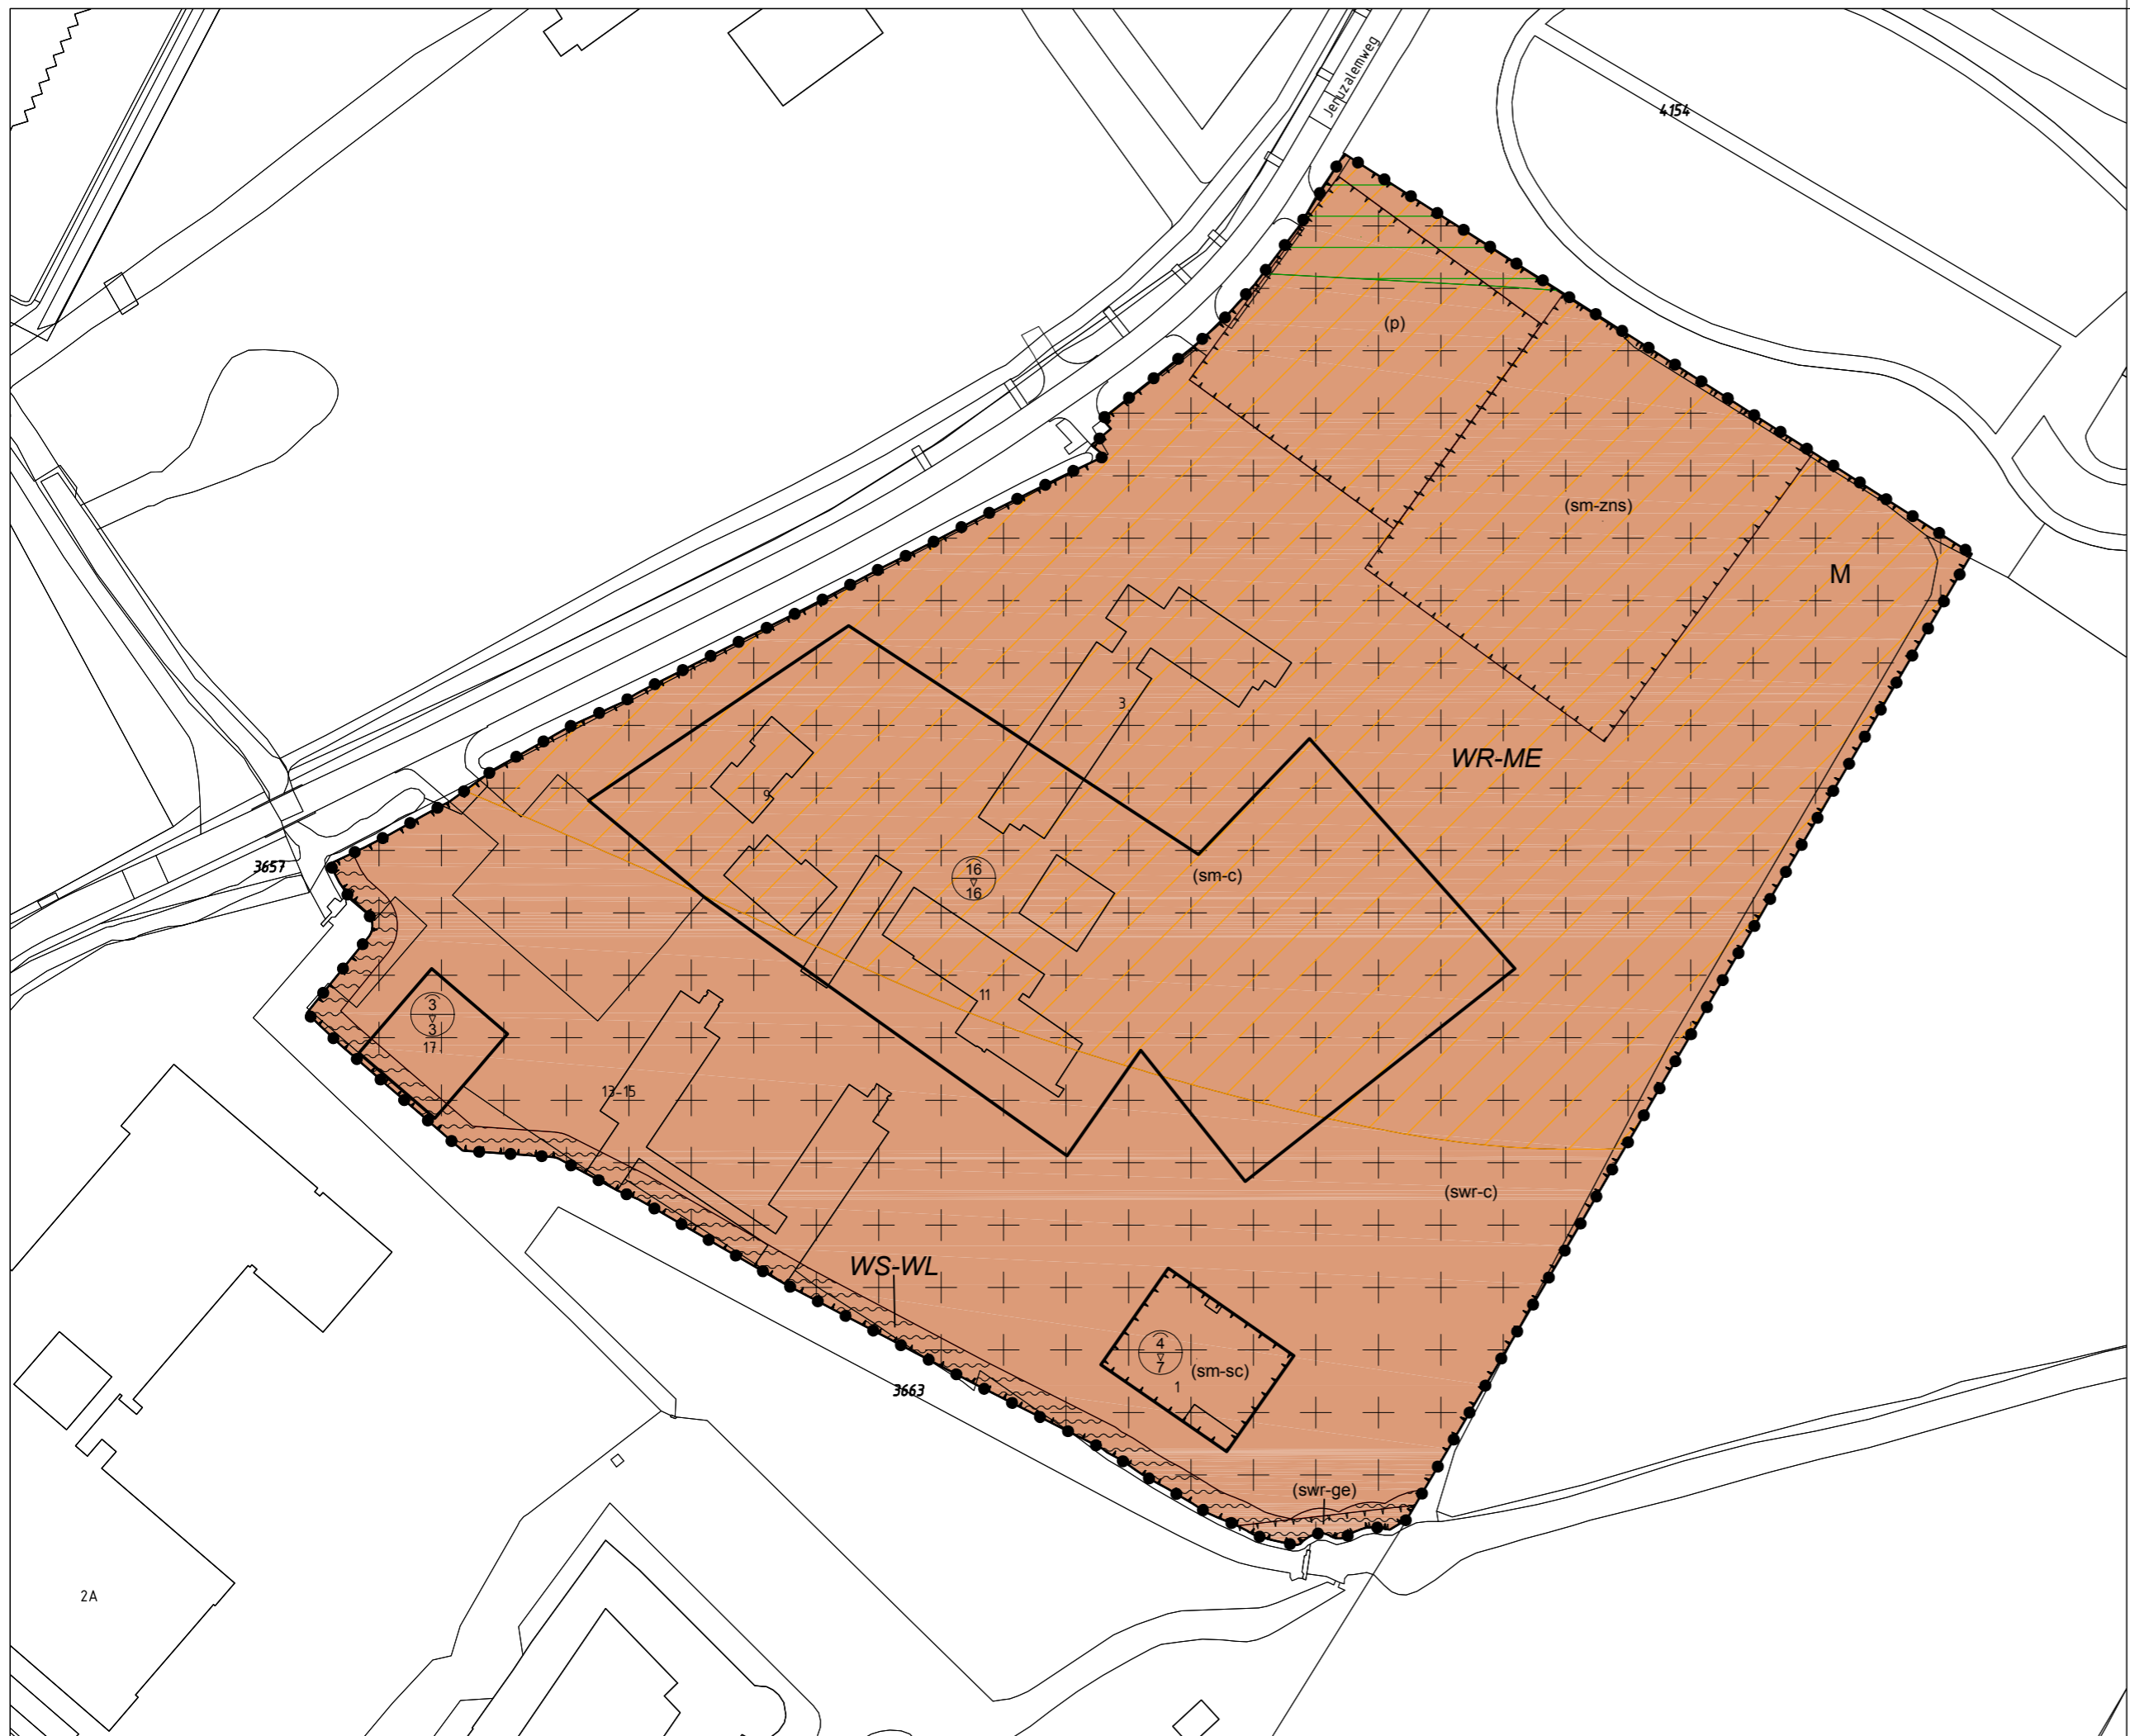 Jeruzalemweg
4154
(p)
(sm-zns)
M
3
WR-ME
9
3657
16
16
(sm-c)
11
3
3
17
13-15
(swr-c)
WS-WL
4
7
(sm-sc)
1
3663
(swr-ge)
2A